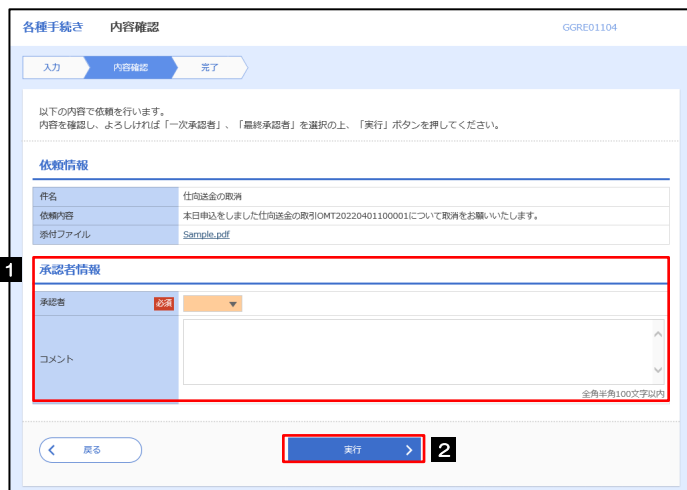 各種手続き 内容確認 GGRE01104
入力 内容確認 完了
以下の内容で依頼を行います。
内容を確認し、よろしければ「一次承認者」、「最終承認者」を選択の上、「実行」ボタンを押してください。
依頼情報
件名 仕向送金の取消
依頼内容 本日申込をしました仕向送金の取引OMT20220401100001について取消をお願いいたします。
添付ファイル Sample.pdf
1
承認者情報
承認者 必須
コメント
全角半角100文字以内
戻る 実行 2